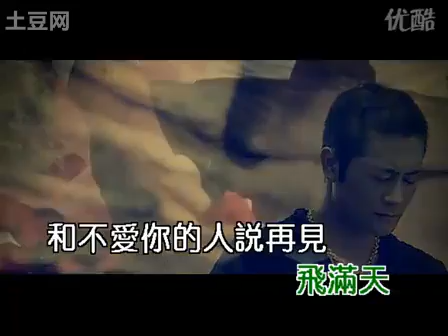 土豆网
优酷
和不愛你的人說再見
飛滿天